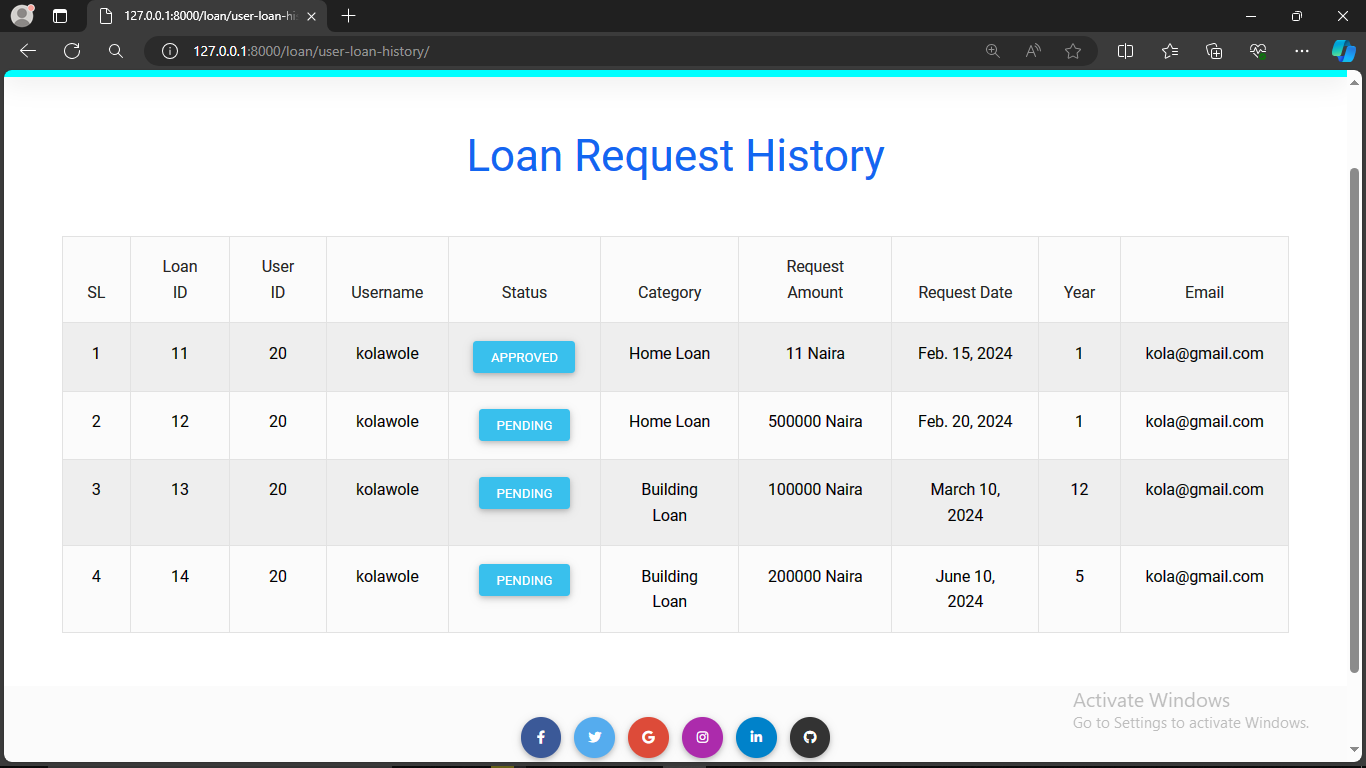 127.0.0.1:8000/loan/user-loan-hi
127.0.0.1:8000/loan/user-loan-history/
Loan Request History
SL Loan ID User ID Username Status Category Request Amount Request Date Year Email
1 11 20 kolawole APPROVED Home Loan 11 Naira Feb. 15, 2024 1 kola@gmail.com
2 12 20 kolawole PENDING Home Loan 500000 Naira Feb. 20, 2024 1 kola@gmail.com
3 13 20 kolawole PENDING Building Loan 100000 Naira March 10, 2024 12 kola@gmail.com
4 14 20 kolawole PENDING Building Loan 200000 Naira June 10, 2024 5 kola@gmail.com
Activate Windows
Go to Settings to activate Windows.